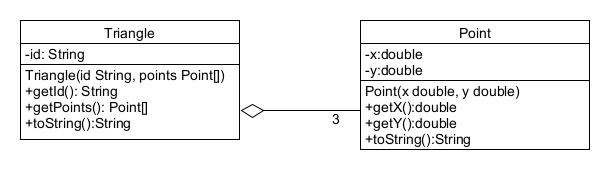 Triangle
-id: String
Triangle(id String, points Point[])
+getId(): String
+getPoints(): Point[]
+toString():String
3
Point
-x:double
-y:double
Point(x double, y double)
+getX():double
+getY():double
+toString():String